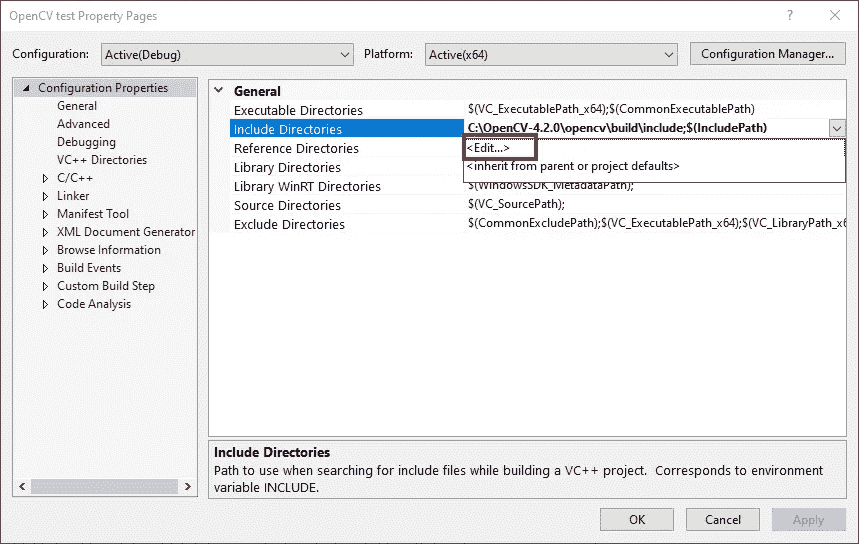 OpenCV test Property Pages
?
Configuration: Active(Debug) Platform: Active(x64) Configuration Manager...
Configuration Properties
General
Advanced
Debugging
VC++ Directories
C/C++
Linker
Manifest Tool
XML Document Generator
Browse Information
Build Events
Custom Build Step
Code Analysis
General
Executable Directories $(VC_ExecutablePath_x64);$(CommonExecutablePath)
Include Directories C:\OpenCV-4.2.0\opencv\build\include;$(IncludePath)
Reference Directories <Edit...>
Library Directories <inherit from parent or project defaults>
Library WinRT Directories $(WindowsSDK_MetadataPath);
Source Directories $(VC_SourcePath);
Exclude Directories $(CommonExcludePath);$(VC_ExecutablePath_x64);$(VC_LibraryPath_x6
Include Directories
Path to use when searching for include files while building a VC++ project. Corresponds to environment
variable INCLUDE.
OK Cancel Apply